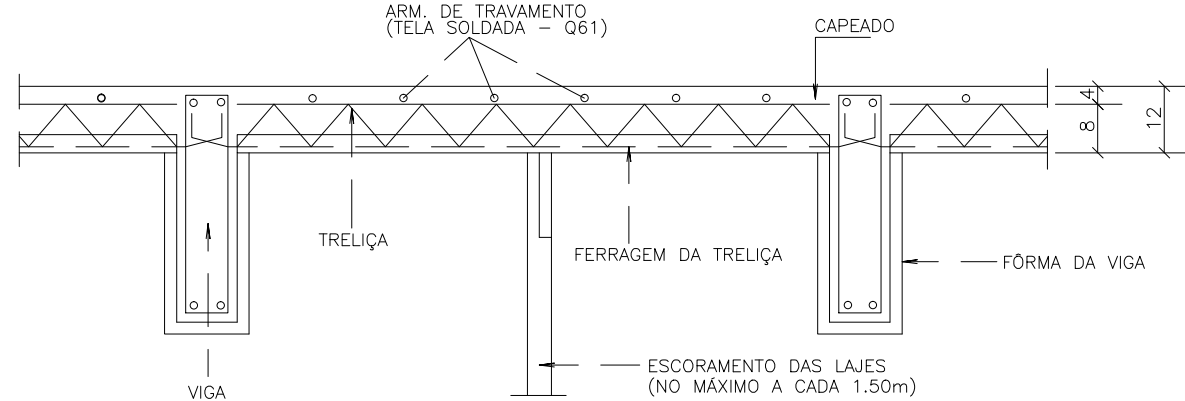 ARM. DE TRAVAMENTO
(TELA SOLDADA - Q61)
CAPEADO
4
8
12
TRELIÇA
FERRAGEM DA TRELIÇA
FÔRMA DA VIGA
ESCORAMENTO DAS LAJES
(NO MÁXIMO A CADA 1.50m)
VIGA